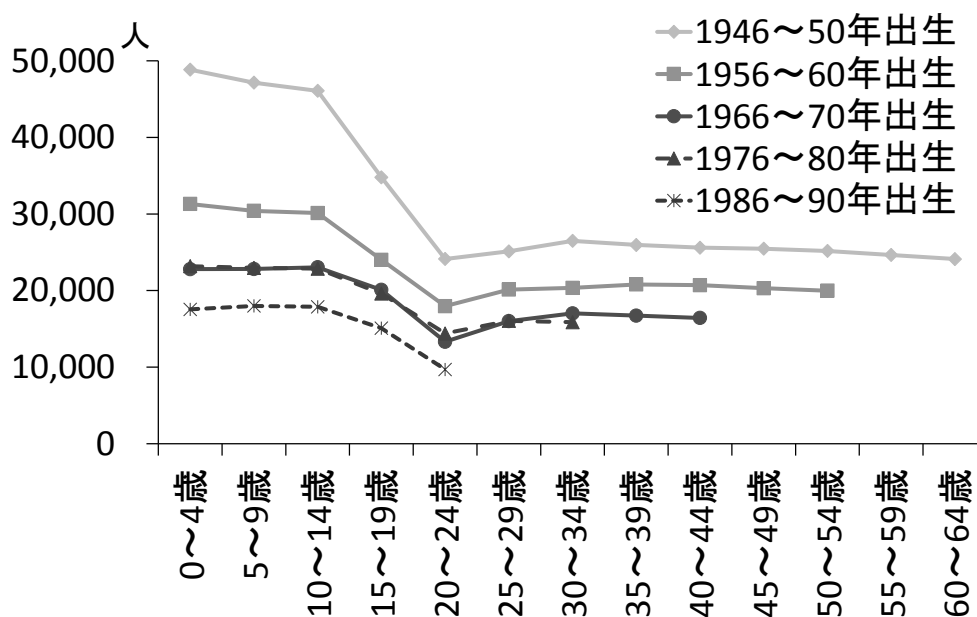 人
50,000
40,000
30,000
20,000
10,000
0
1946～50年出生
1956～60年出生
1966～70年出生
1976～80年出生
1986～90年出生
0～4歳
5～9歳
10～14歳
15～19歳
20～24歳
25～29歳
30～34歳
35～39歳
40～44歳
45～49歳
50～54歳
55～59歳
60～64歳